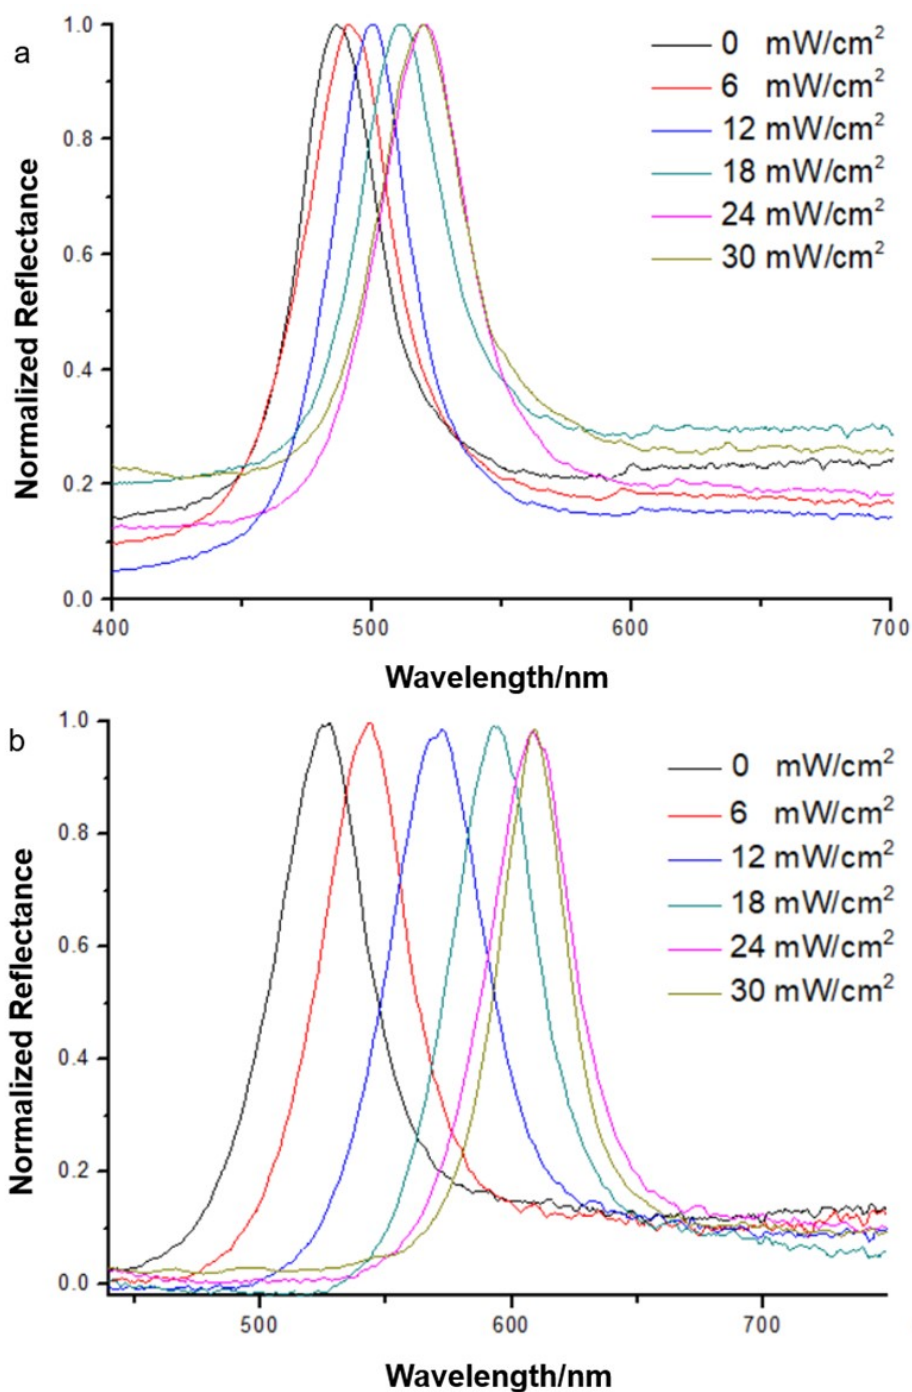 a
1.0
0.8
0.6
0.4
0.2
0.0
Normalized Reflectance
0 mW/cm²
6 mW/cm²
12 mW/cm²
18 mW/cm²
24 mW/cm²
30 mW/cm²
400 500 600 700
Wavelength/nm
b
1.0
0.8
0.6
0.4
0.2
0.0
Normalized Reflectance
0 mW/cm²
6 mW/cm²
12 mW/cm²
18 mW/cm²
24 mW/cm²
30 mW/cm²
500 600 700
Wavelength/nm